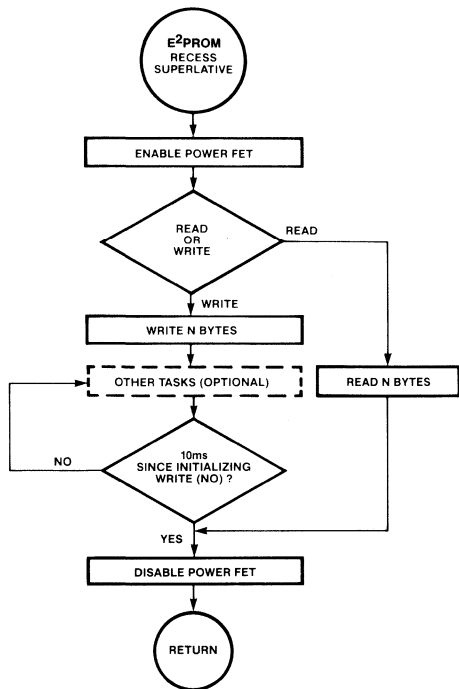 E²PROM
RECESS
SUPERLATIVE
ENABLE POWER FET
READ
OR
WRITE
READ
WRITE
WRITE N BYTES
OTHER TASKS (OPTIONAL)
READ N BYTES
10ms
SINCE INITIALIZING
WRITE (NO) ?
NO
YES
DISABLE POWER FET
RETURN